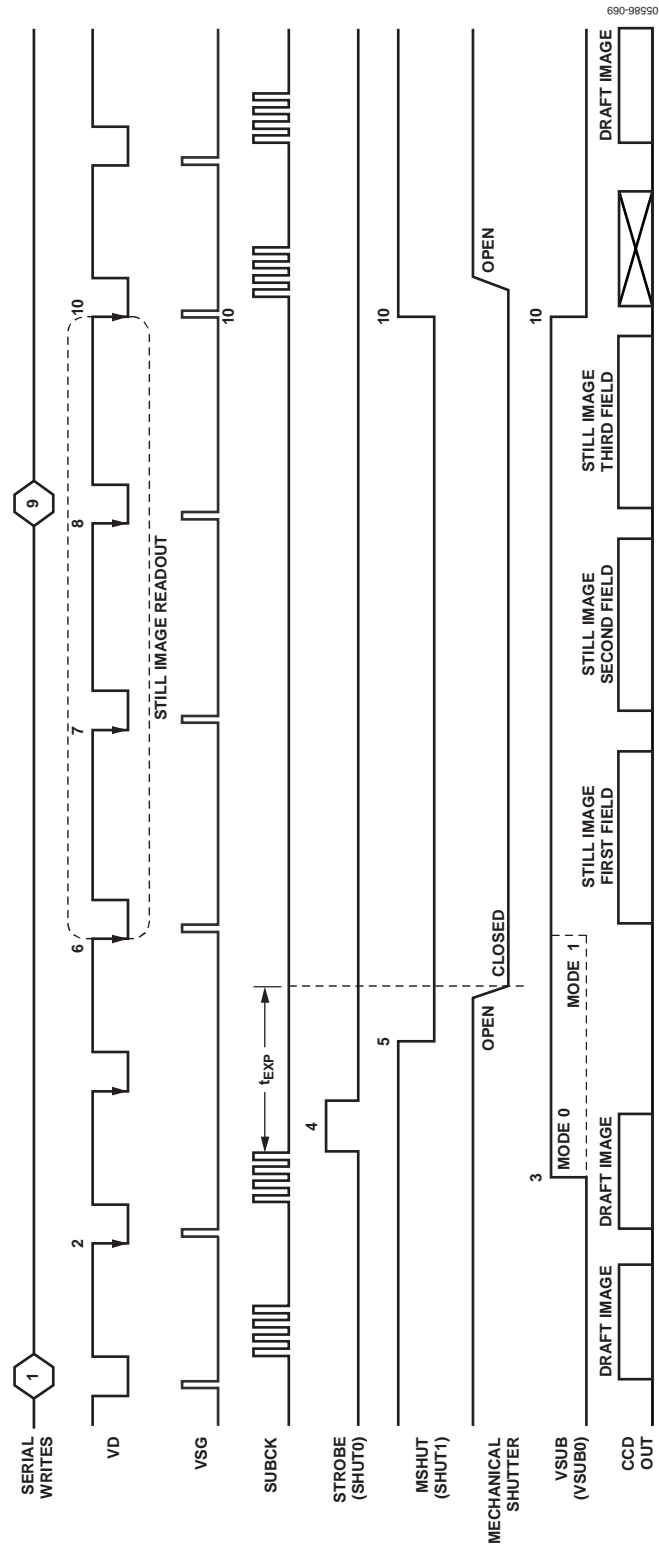 SERIAL
WRITES
1
9
VD
2
6
7
8
10
STILL IMAGE READOUT
VSG
10
SUBCK
tEXP
STROBE
(SHUT0)
4
MSHUT
(SHUT1)
5
10
MECHANICAL
SHUTTER
OPEN
CLOSED
OPEN
VSUB
(VSUB0)
3
MODE 0
MODE 1
10
CCD
OUT
DRAFT IMAGE
DRAFT IMAGE
STILL IMAGE
FIRST FIELD
STILL IMAGE
SECOND FIELD
STILL IMAGE
THIRD FIELD
DRAFT IMAGE
05586-069